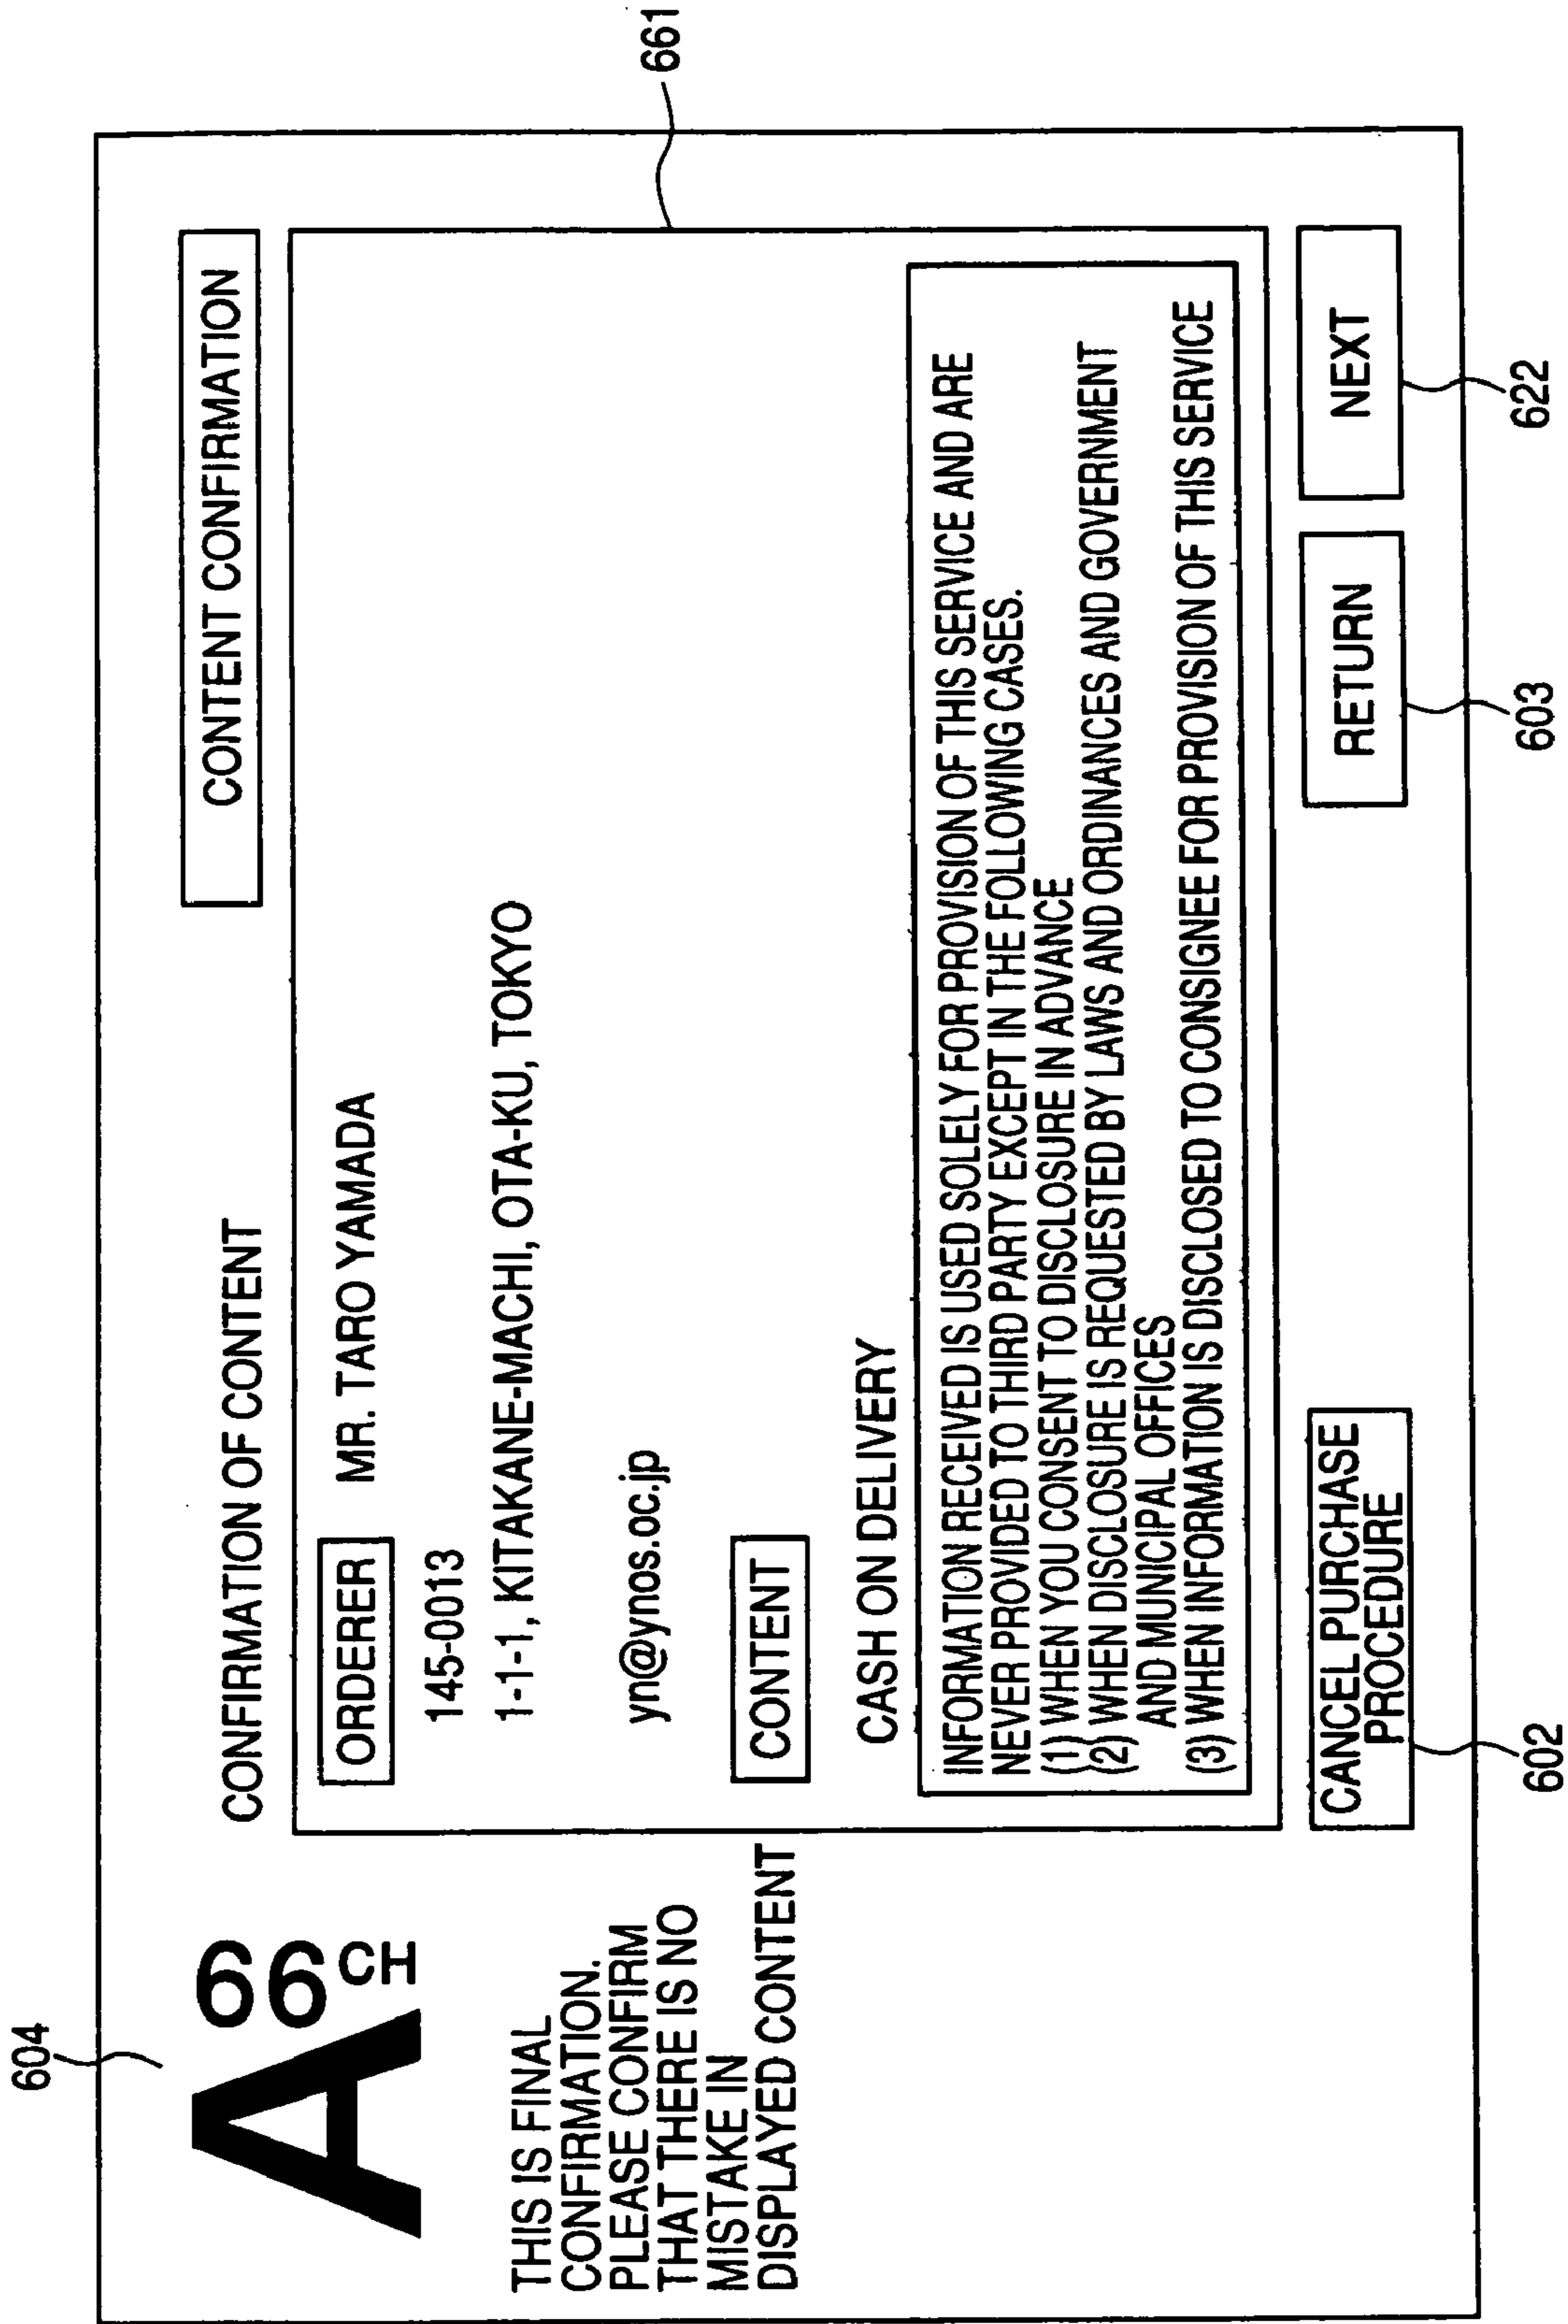 604
A 66CH
CONFIRMATION OF CONTENT
CONTENT CONFIRMATION
THIS IS FINAL
CONFIRMATION.
PLEASE CONFIRM
THAT THERE IS NO
MISTAKE IN
DISPLAYED CONTENT
661
ORDERER MR. TARO YAMADA
145-0013
1-1-1, KITAKANE-MACHI, OTA-KU, TOKYO
yn@ynos.oc.jp
CONTENT
CASH ON DELIVERY
INFORMATION RECEIVED IS USED SOLELY FOR PROVISION OF THIS SERVICE AND ARE
NEVER PROVIDED TO THIRD PARTY EXCEPT IN THE FOLLOWING CASES.
(1) WHEN YOU CONSENT TO DISCLOSURE IN ADVANCE
(2) WHEN DISCLOSURE IS REQUESTED BY LAWS AND ORDINANCES AND GOVERNMENT
AND MUNICIPAL OFFICES
(3) WHEN INFORMATION IS DISCLOSED TO CONSIGNEE FOR PROVISION OF THIS SERVICE
CANCEL PURCHASE
PROCEDURE
RETURN
NEXT
602
603
622